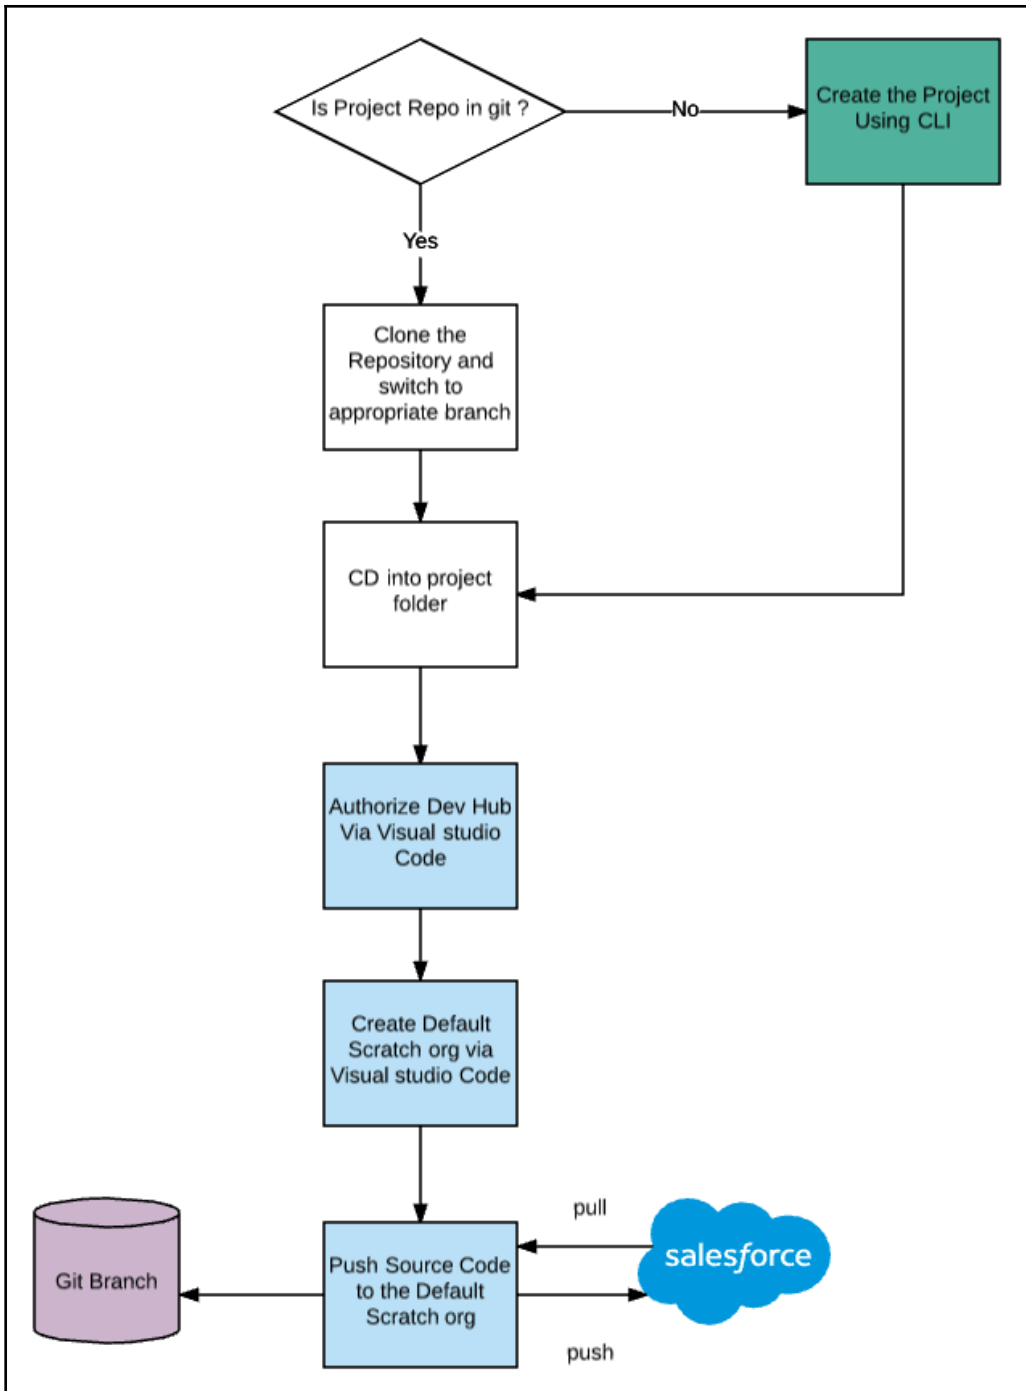 Is Project Repo in git ?
No
Create the Project
Using CLI
Yes
Clone the
Repository and
switch to
appropriate branch
CD into project
folder
Authorize Dev Hub
Via Visual studio
Code
Create Default
Scratch org via
Visual studio Code
pull
salesforce
Git Branch
Push Source Code
to the Default
Scratch org
push